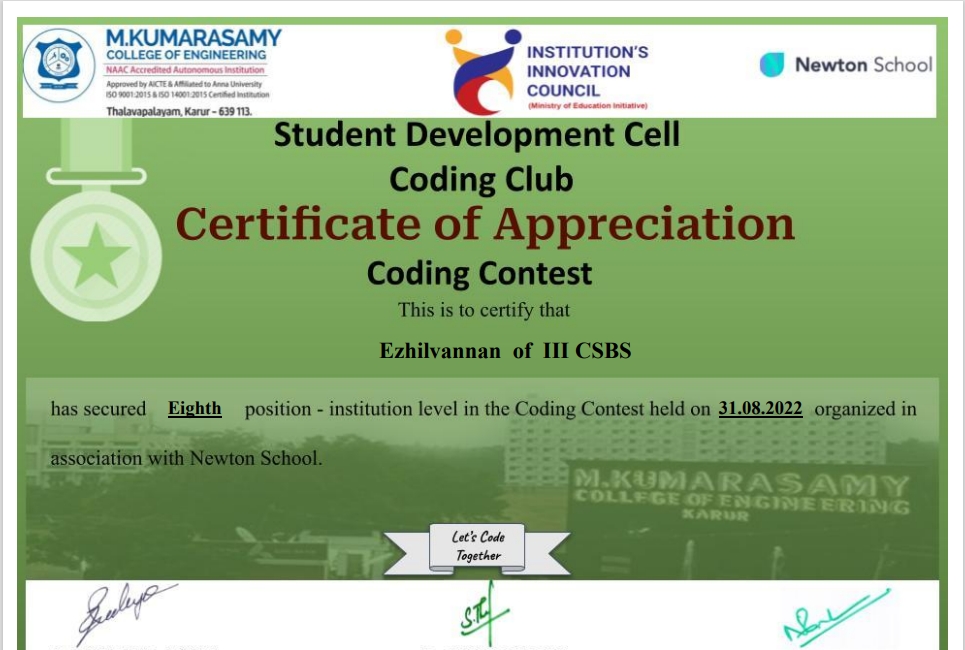 M.KUMARASAMY
COLLEGE OF ENGINEERING
NAAC Accredited Autonomous Institution
Approved by AICTE & Affiliated to Anna University
ISO 9001:2015 & ISO 14001:2015 Certified Institution
Thalavapalayam, Karur – 639 113.
INSTITUTION'S
INNOVATION
COUNCIL
(Ministry of Education Initiative)
Newton School
Student Development Cell
Coding Club
Certificate of Appreciation
Coding Contest
This is to certify that
Ezhilvannan of III CSBS
has secured Eighth position - institution level in the Coding Contest held on 31.08.2022 organized in
association with Newton School.
M.KUMARASAMY
COLLEGE OF ENGINEERING
KARUR
Let's Code
Together